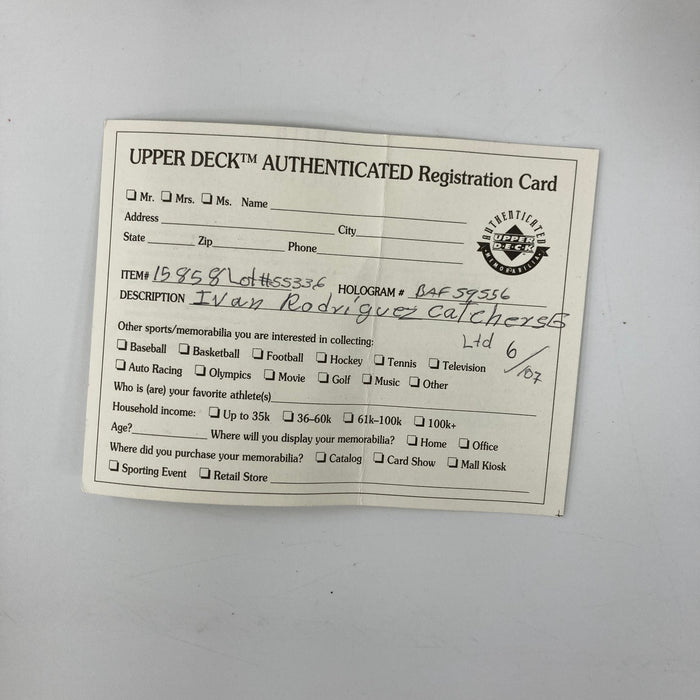 UPPER DECK™ AUTHENTICATED Registration Card
❏ Mr. ❏ Mrs. ❏ Ms. Name
Address City
State Zip Phone
AUTHENTICATED
UPPER
DECK
MEMORABILIA
ITEM# 15858 Lot#55336 HOLOGRAM # BAF 59556
DESCRIPTION Ivan Rodriguez Catchers
Ltd 6/107
Other sports/memorabilia you are interested in collecting:
❏ Baseball ❏ Basketball ❏ Football ❏ Hockey ❏ Tennis ❏ Television
❏ Auto Racing ❏ Olympics ❏ Movie ❏ Golf ❏ Music ❏ Other
Who is (are) your favorite athlete(s)
Household income: ❏ Up to 35k ❏ 36–60k ❏ 61k–100k ❏ 100k+
Age? Where will you display your memorabilia? ❏ Home ❏ Office
Where did you purchase your memorabilia? ❏ Catalog ❏ Card Show ❏ Mall Kiosk
❏ Sporting Event ❏ Retail Store